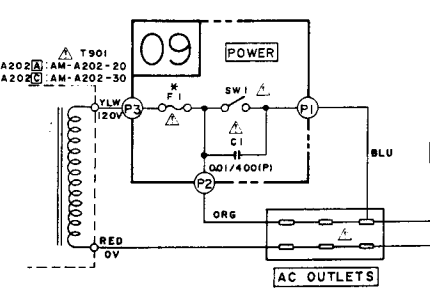 09
POWER
T901
A202 A : AM-A202-20
A202 C : AM-A202-30
YLW
120V
P3
*
F1
SW1
P1
C1
0.01/400(P)
P2
BLU
ORG
RED
0V
AC OUTLETS